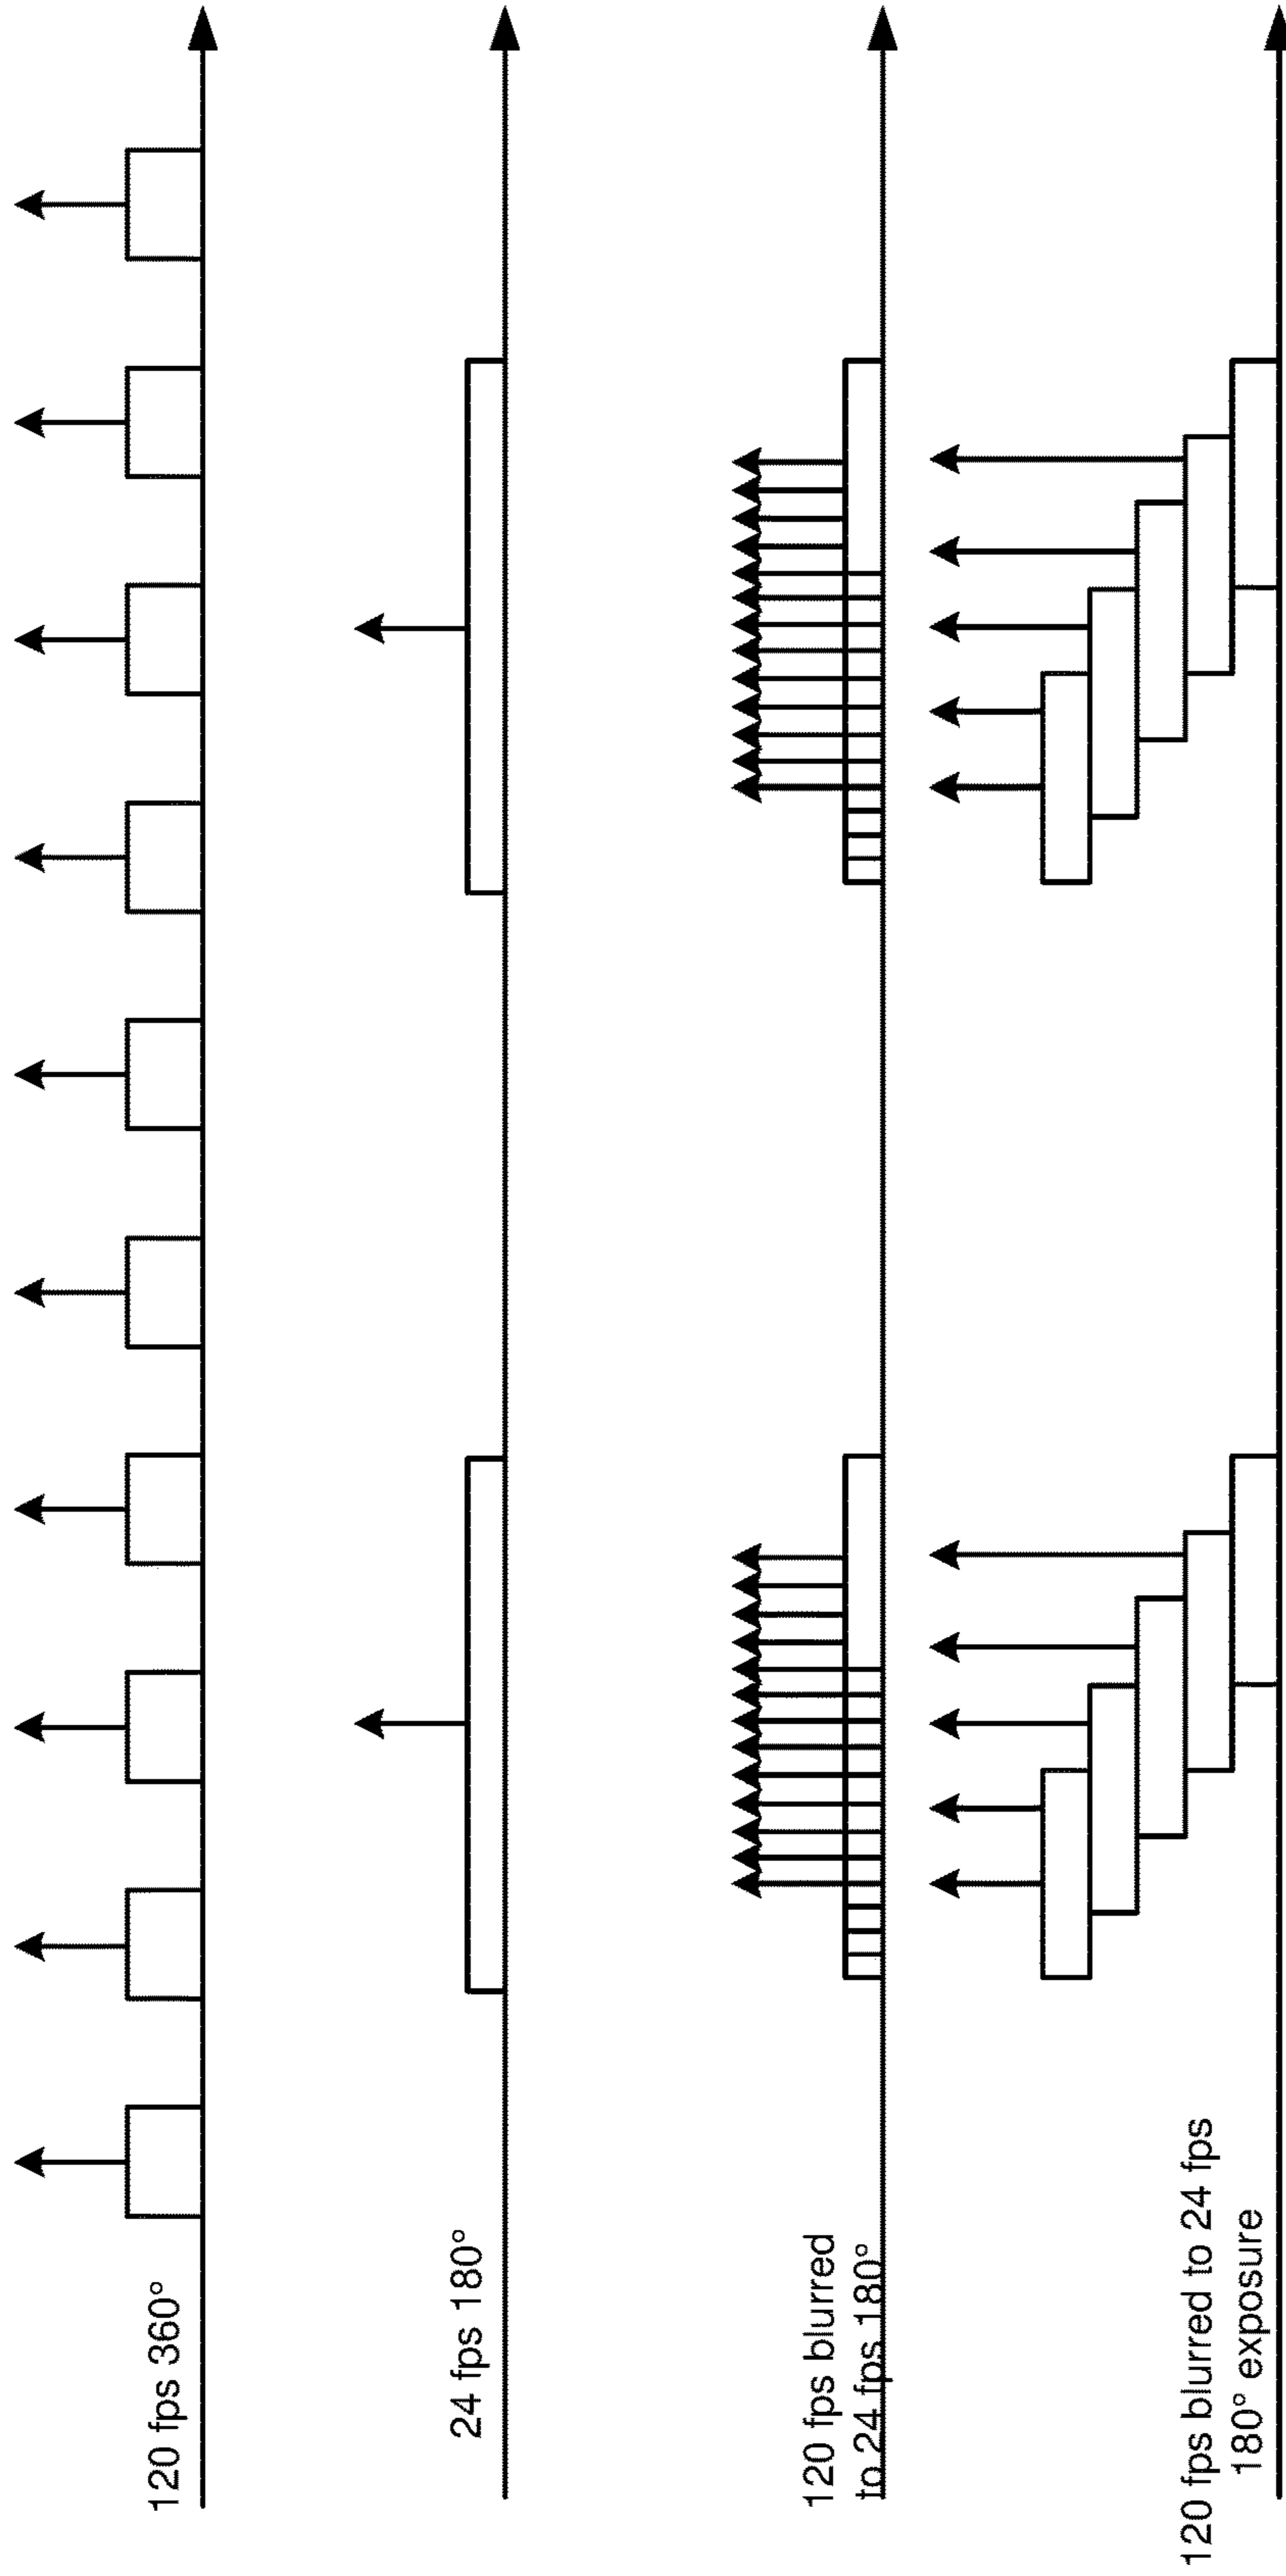 120 fps 360°
24 fps 180°
120 fps blurred
to 24 fps 180°
120 fps blurred to 24 fps
180° exposure